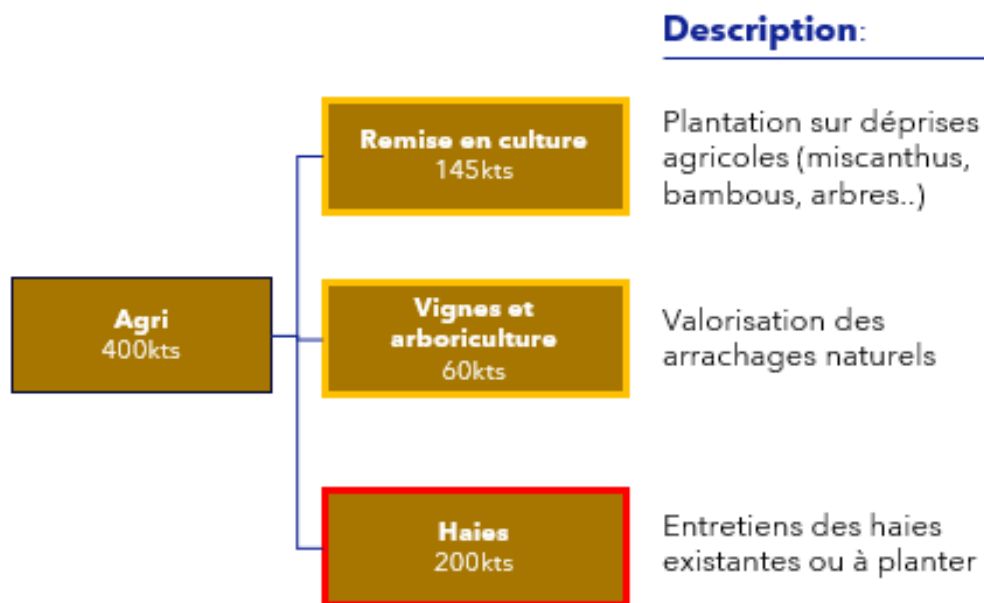 Description:
Remise en culture
145kts
Plantation sur déprises
agricoles (miscanthus,
bambous, arbres..)
Agri
400kts
Vignes et
arboriculture
60kts
Valorisation des
arrachages naturels
Haies
200kts
Entretiens des haies
existantes ou à planter